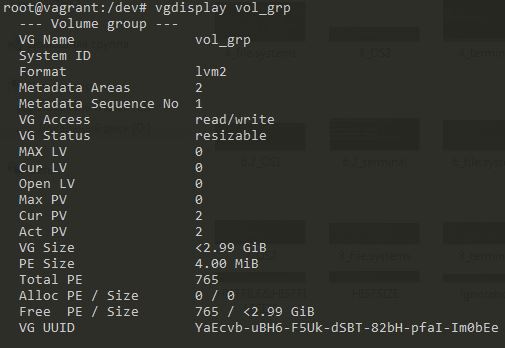 root@vagrant:/dev# vgdisplay vol_grp
  --- Volume group ---
  VG Name               vol_grp
  System ID
  Format                lvm2
  Metadata Areas        2
  Metadata Sequence No  1
  VG Access             read/write
  VG Status             resizable
  MAX LV                0
  Cur LV                0
  Open LV               0
  Max PV                0
  Cur PV                2
  Act PV                2
  VG Size               <2.99 GiB
  PE Size               4.00 MiB
  Total PE              765
  Alloc PE / Size       0 / 0
  Free  PE / Size       765 / <2.99 GiB
  VG UUID               YaEcvb-uBH6-F5Uk-dSBT-82bH-pfaI-Im0bEe